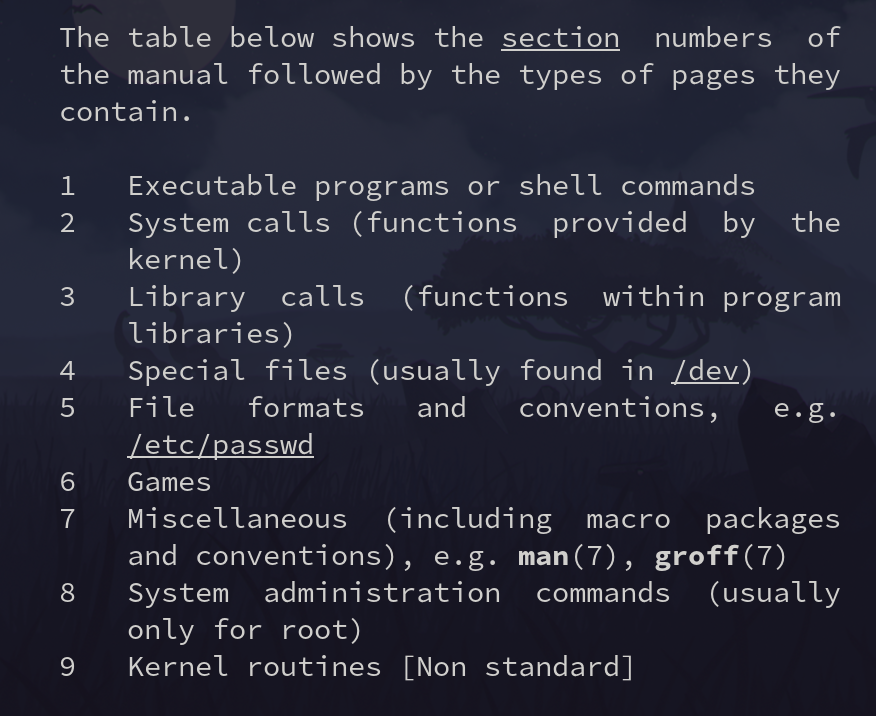 The table below shows the section numbers of
the manual followed by the types of pages they
contain.
1 Executable programs or shell commands
2 System calls (functions provided by the
kernel)
3 Library calls (functions within program
libraries)
4 Special files (usually found in /dev)
5 File formats and conventions, e.g.
/etc/passwd
6 Games
7 Miscellaneous (including macro packages
and conventions), e.g. man(7), groff(7)
8 System administration commands (usually
only for root)
9 Kernel routines [Non standard]